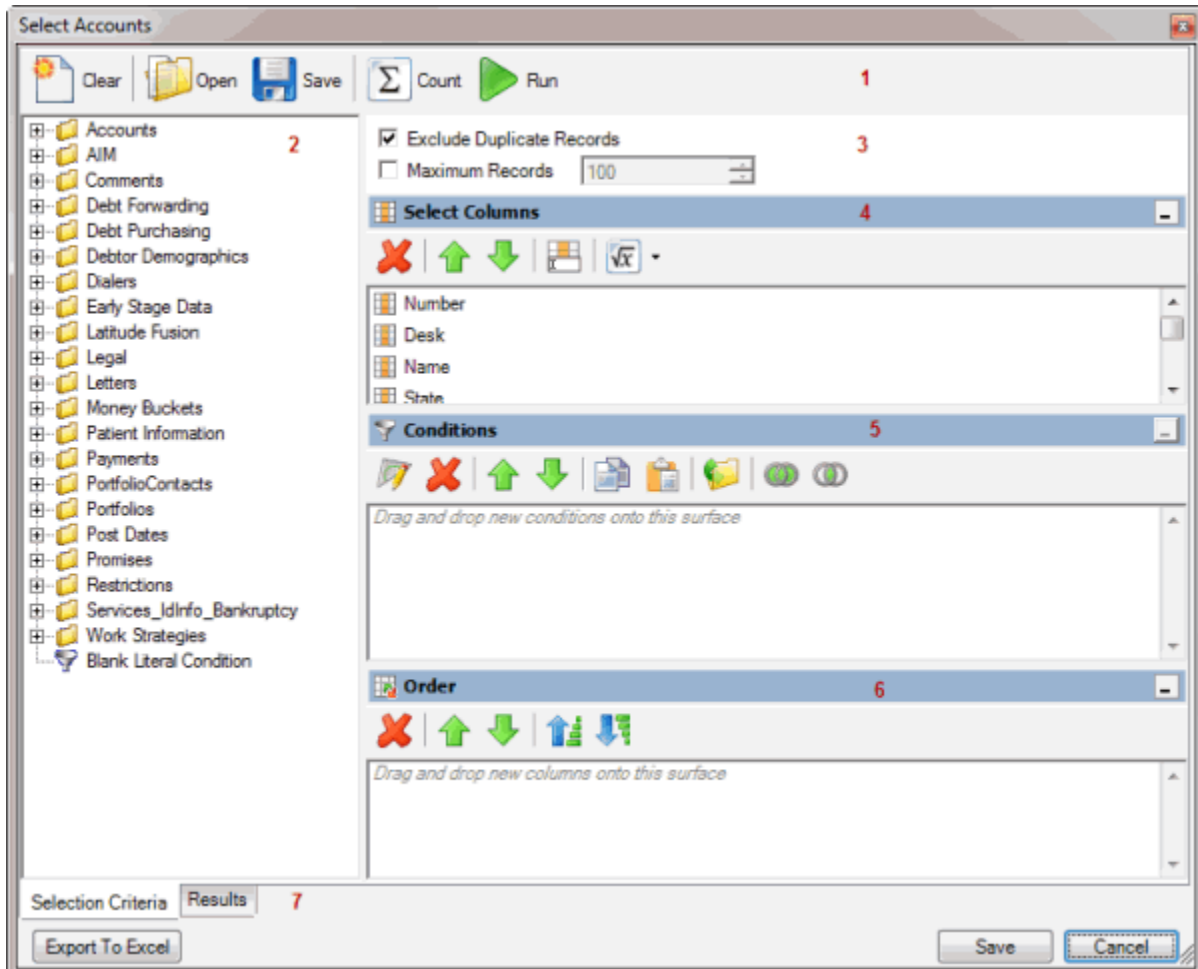 Select Accounts
Clear Open Save Count Run 1
Accounts
AIM
Comments
Debt Forwarding
Debt Purchasing
Debtor Demographics
Dialers
Early Stage Data
Latitude Fusion
Legal
Letters
Money Buckets
Patient Information
Payments
PortfolioContacts
Portfolios
Post Dates
Promises
Restrictions
Services_IdInfo_Bankruptcy
Work Strategies
Blank Literal Condition
2
Exclude Duplicate Records 3
Maximum Records 100
Select Columns 4
Number
Desk
Name
State
Conditions 5
Drag and drop new conditions onto this surface
Order 6
Drag and drop new columns onto this surface
Selection Criteria Results 7
Export To Excel Save Cancel